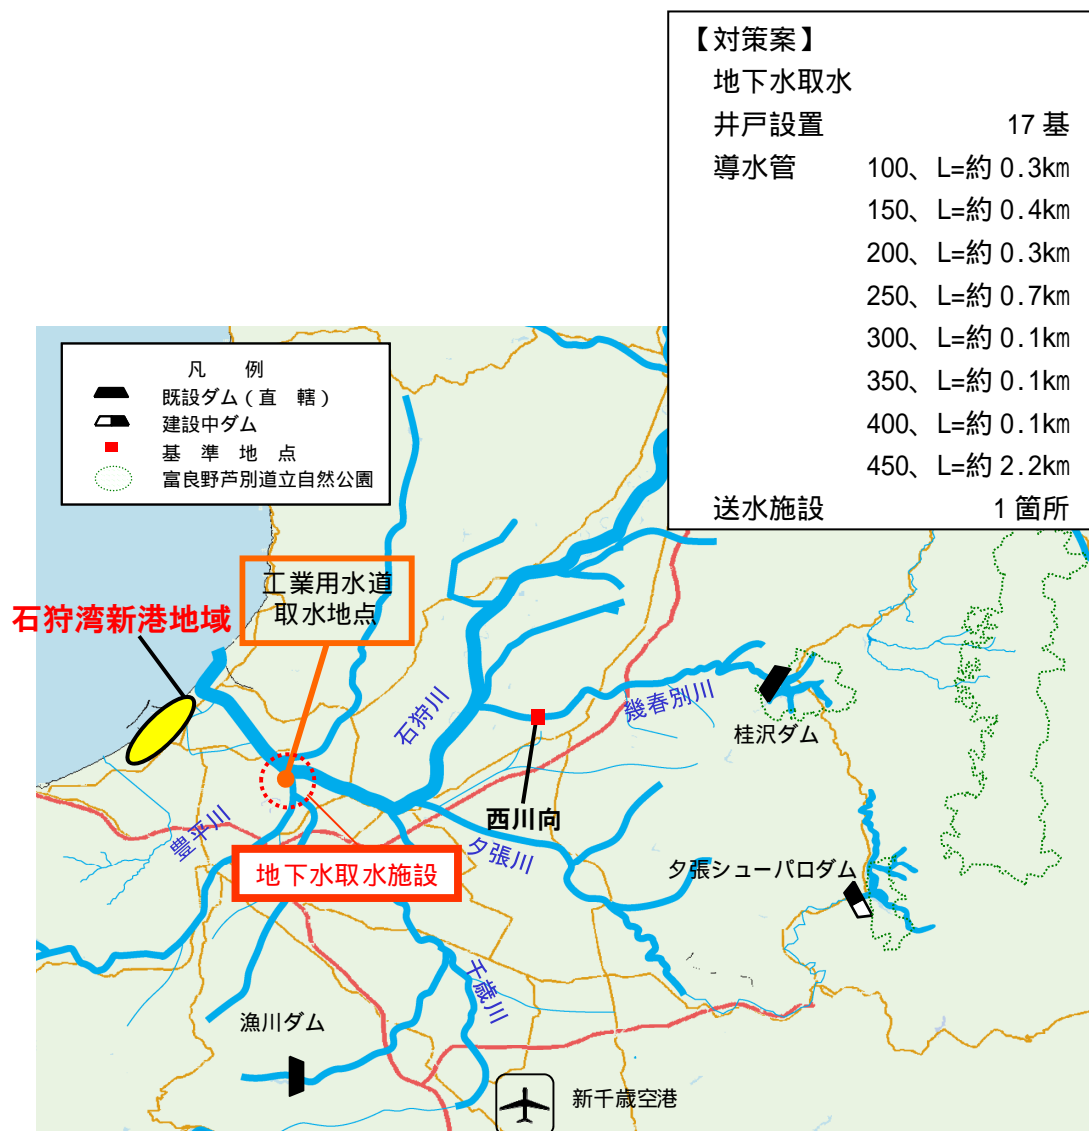 【対策案】
地下水取水
井戸設置 17 基
導水管 100、L=約 0.3㎞
150、L=約 0.4㎞
200、L=約 0.3㎞
250、L=約 0.7㎞
300、L=約 0.1㎞
350、L=約 0.1㎞
400、L=約 0.1㎞
450、L=約 2.2㎞
送水施設 1 箇所
凡 例
既設ダム(直 轄)
建設中ダム
基 準 地 点
富良野芦別道立自然公園
工業用水道
取水地点
石狩湾新港地域
石狩川
幾春別川
桂沢ダム
西川向
豊平川
夕張川
地下水取水施設
夕張シューパロダム
千歳川
漁川ダム
新千歳空港